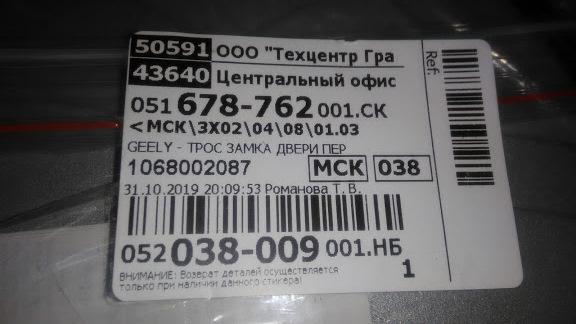 50591 ООО "Техцентр Гра
43640 Центральный офис
051 678-762 001.СК
<МСК\ЗХ02\04\08\01.03
GEELY - ТРОС ЗАМКА ДВЕРИ ПЕР
1068002087 МСК 038
31.10.2019 20:09:53 Романова Т. В.
052 038-009 001.НБ
1
ВНИМАНИЕ: Возврат деталей осуществляется
только при наличии данного стикера!
Ref: